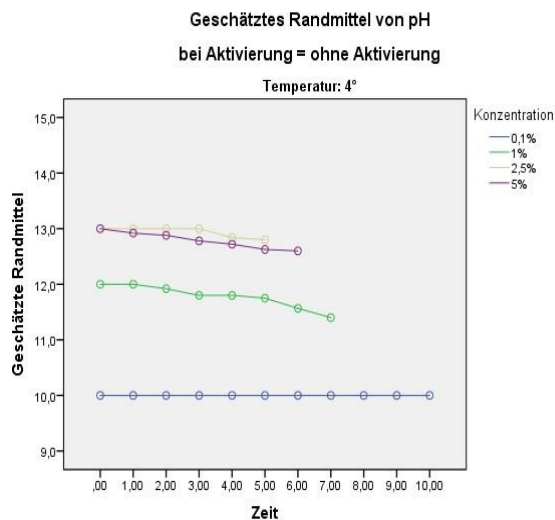 Geschätztes Randmittel von pH
bei Aktivierung = ohne Aktivierung
Temperatur: 4°
Konzentration
0,1%
1%
2,5%
5%
Geschätzte Randmittel
15,0
14,0
13,0
12,0
11,0
10,0
9,0
,00 1,00 2,00 3,00 4,00 5,00 6,00 7,00 8,00 9,00 10,00
Zeit